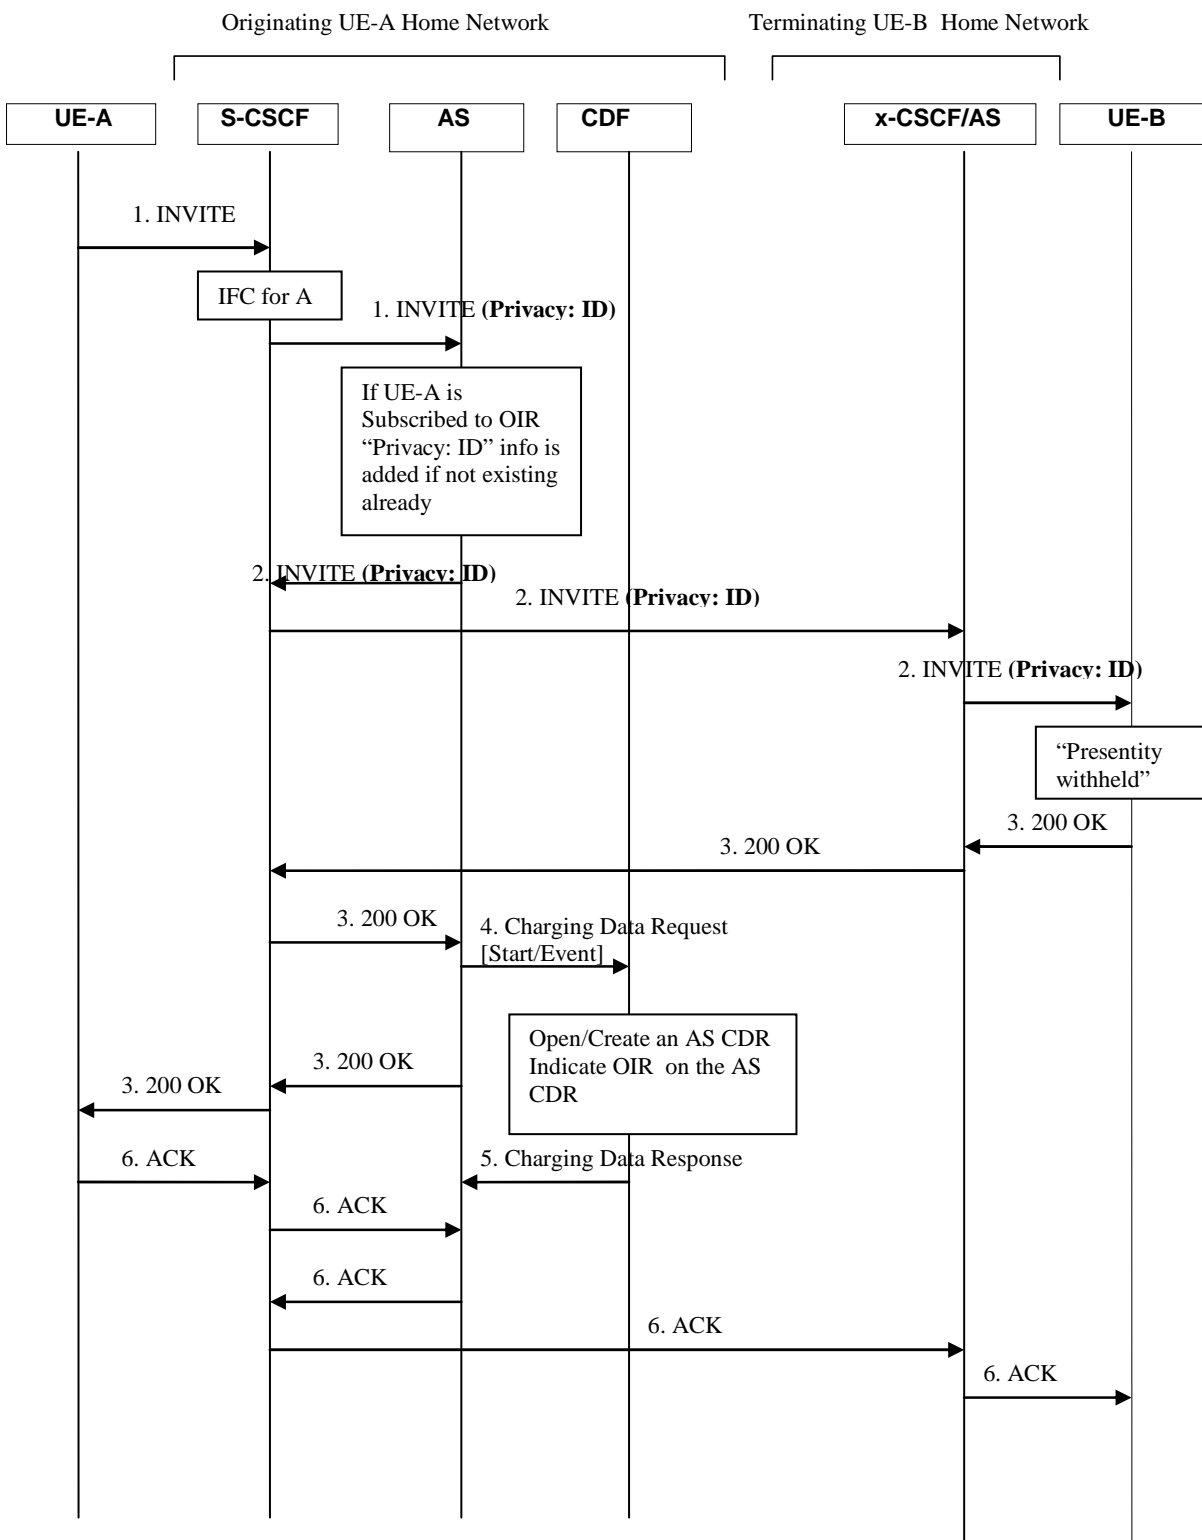 Originating UE-A Home Network
Terminating UE-B Home Network
UE-A
S-CSCF
AS
CDF
x-CSCF/AS
UE-B
1. INVITE
IFC for A
1. INVITE (Privacy: ID)
If UE-A is
Subscribed to OIR
“Privacy: ID” info is
added if not existing
already
2. INVITE (Privacy: ID)
2. INVITE (Privacy: ID)
2. INVITE (Privacy: ID)
“Presentity
withheld”
3. 200 OK
3. 200 OK
3. 200 OK
4. Charging Data Request
[Start/Event]
Open/Create an AS CDR
Indicate OIR on the AS
CDR
3. 200 OK
3. 200 OK
6. ACK
5. Charging Data Response
6. ACK
6. ACK
6. ACK
6. ACK